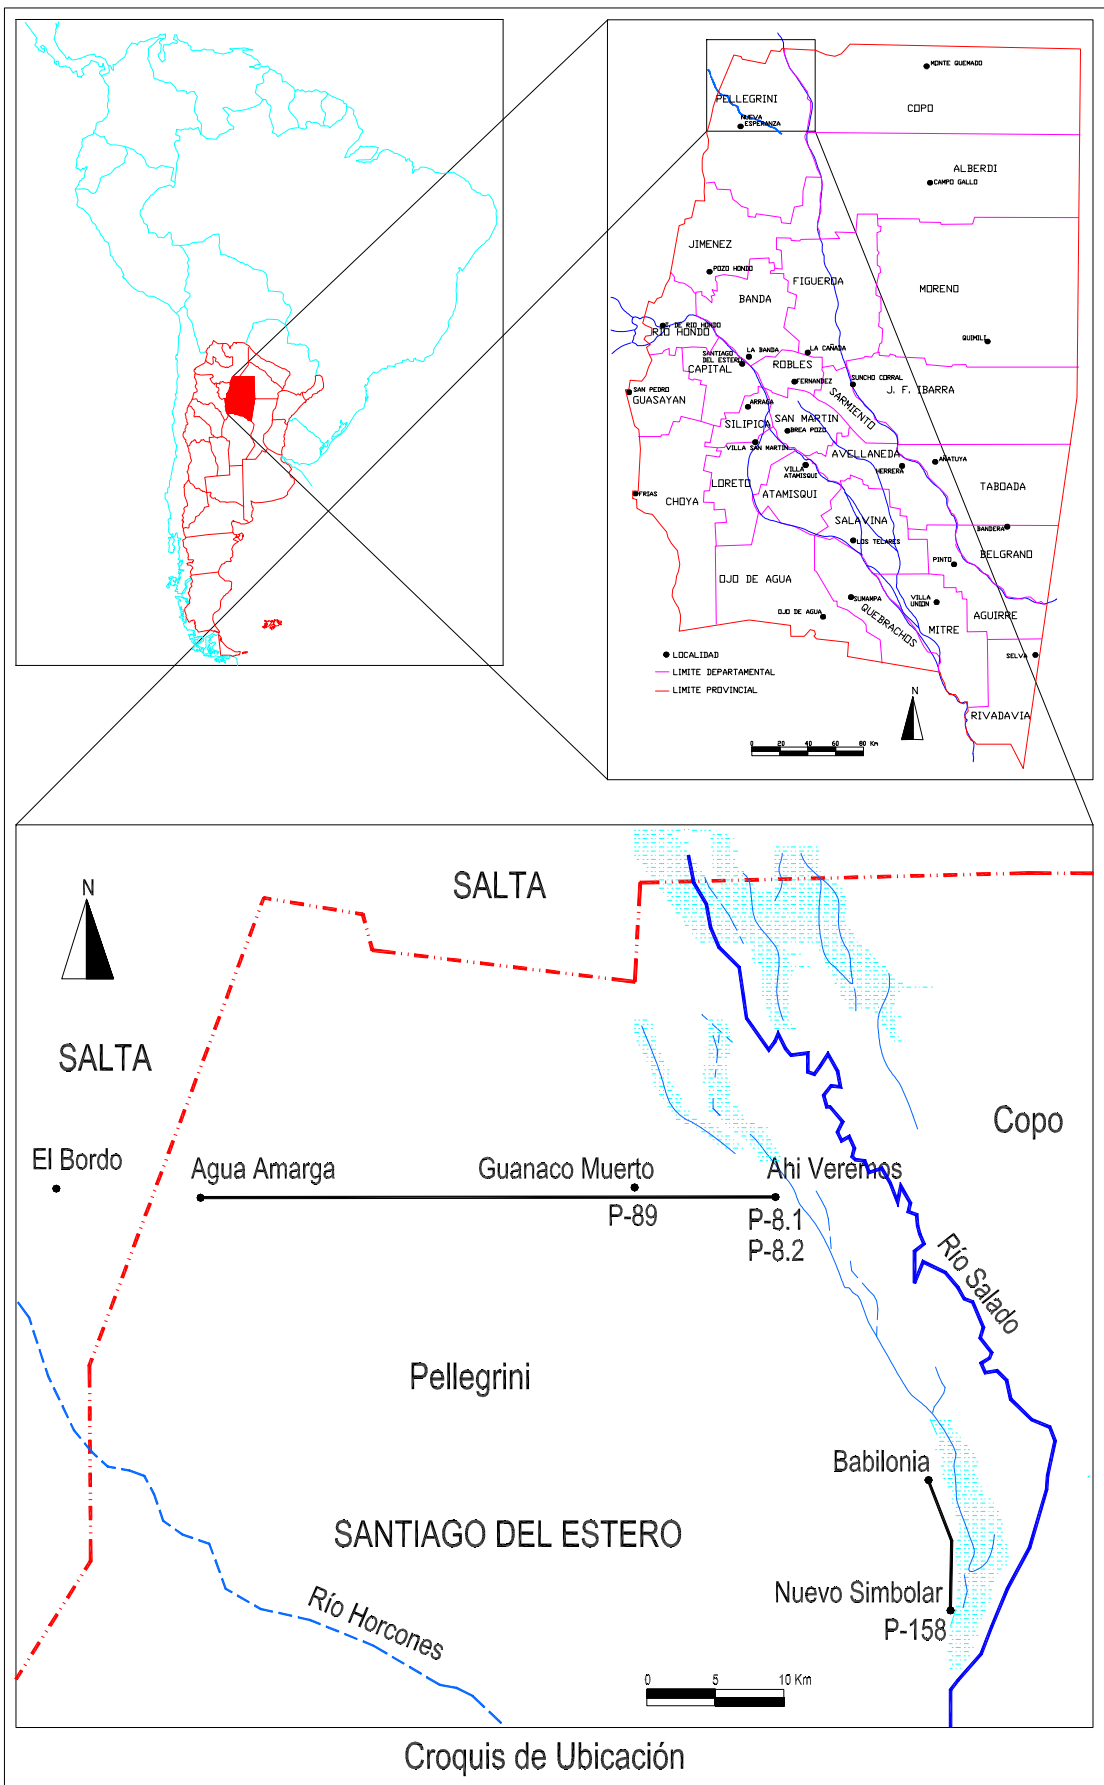 MONTE QUEMADO
PELLEGRINI
COPO
NUEVA
ESPERANZA
ALBERDI
CAMPO GALLO
JIMENEZ
POZO HONDO
FIGUEROA
BANDA
MORENO
T. DE RIO HONDO
RIO HONDO
QUIMILI
LA CAÑADA
SANTIAGO
DEL ESTERO
LA BANDA
CAPITAL
ROBLES
FERNANDEZ
SUNCHO CORRAL
J. F. IBARRA
SAN PEDRO
GUASAYAN
SARMIENTO
ARRAGA
SILIPICA
SAN MARTIN
BREA POZO
VILLA SAN MARTIN
AVELLANEDA
HERRERA
AÑATUYA
VILLA
ATAMISQUI
LORETO
ATAMISQUI
TABOADA
FRIAS
CHOYA
SALAVINA
BANDERA
LOS TELARES
BELGRANO
PINTO
OJO DE AGUA
SUMAMPA
VILLA
UNION
OJO DE AGUA
QUEBRACHOS
AGUIRRE
MITRE
LOCALIDAD
SELVA
LIMITE DEPARTAMENTAL
LIMITE PROVINCIAL
N
RIVADAVIA
0 20 40 60 80 Km
SALTA
N
SALTA
Copo
El Bordo
Agua Amarga
Guanaco Muerto
Ahi Veremos
P-89
P-8.1
P-8.2
Río Salado
Pellegrini
Babilonia
SANTIAGO DEL ESTERO
Nuevo Simbolar
P-158
Río Horcones
0 5 10 Km
Croquis de Ubicación